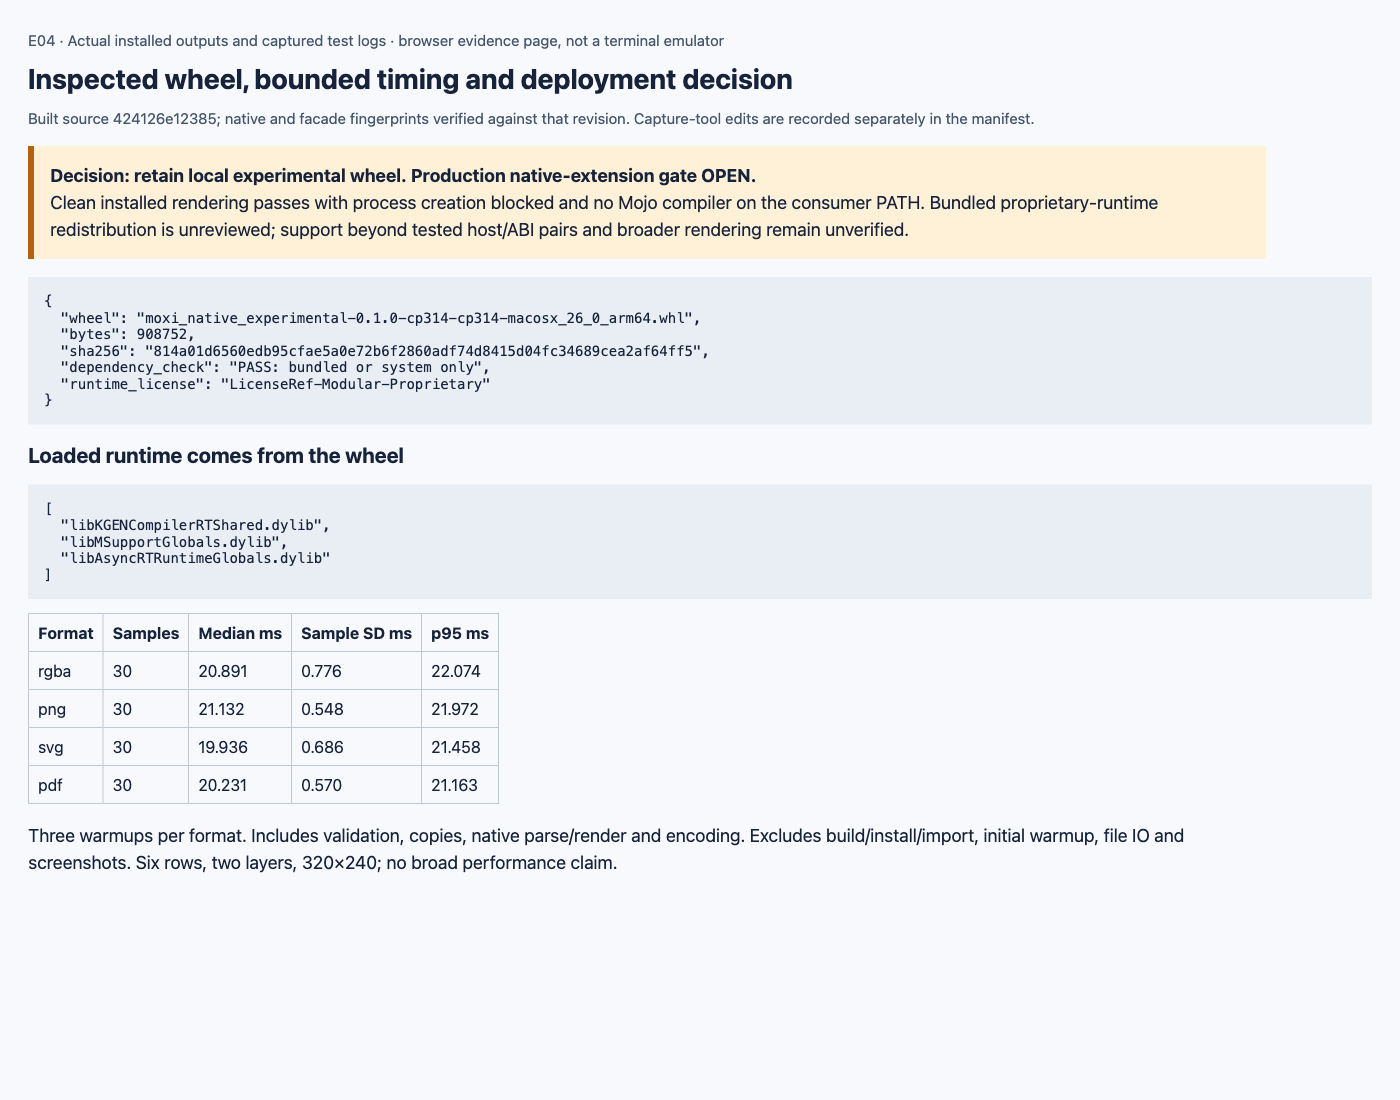 E04 · Actual installed outputs and captured test logs · browser evidence page, not a terminal emulator
Inspected wheel, bounded timing and deployment decision
Built source 424126e12385; native and facade fingerprints verified against that revision. Capture-tool edits are recorded separately in the manifest.
Decision: retain local experimental wheel. Production native-extension gate OPEN.
Clean installed rendering passes with process creation blocked and no Mojo compiler on the consumer PATH. Bundled proprietary-runtime
redistribution is unreviewed; support beyond tested host/ABI pairs and broader rendering remain unverified.
{
  "wheel": "moxi_native_experimental-0.1.0-cp314-cp314-macosx_26_0_arm64.whl",
  "bytes": 908752,
  "sha256": "814a01d6560edb95cfae5a0e72b6f2860adf74d8415d04fc34689cea2af64ff5",
  "dependency_check": "PASS: bundled or system only",
  "runtime_license": "LicenseRef-Modular-Proprietary"
}
Loaded runtime comes from the wheel
[
  "libKGENCompilerRTShared.dylib",
  "libMSupportGlobals.dylib",
  "libAsyncRTRuntimeGlobals.dylib"
]
Format Samples Median ms Sample SD ms p95 ms
rgba 30 20.891 0.776 22.074
png 30 21.132 0.548 21.972
svg 30 19.936 0.686 21.458
pdf 30 20.231 0.570 21.163
Three warmups per format. Includes validation, copies, native parse/render and encoding. Excludes build/install/import, initial warmup, file IO and
screenshots. Six rows, two layers, 320×240; no broad performance claim.